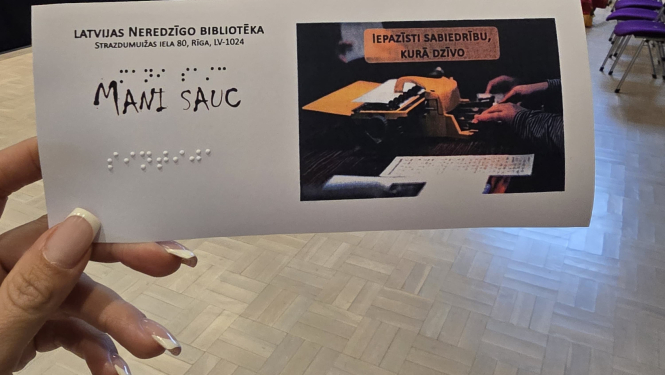 LATVIJAS NEREDZĪGO BIBLIOTĒKA
STRAZDUMUIŽAS IELA 80, RĪGA, LV-1024
MANI SAUC
IEPAZĪSTI SABIEDRĪBU,
KURĀ DZĪVO